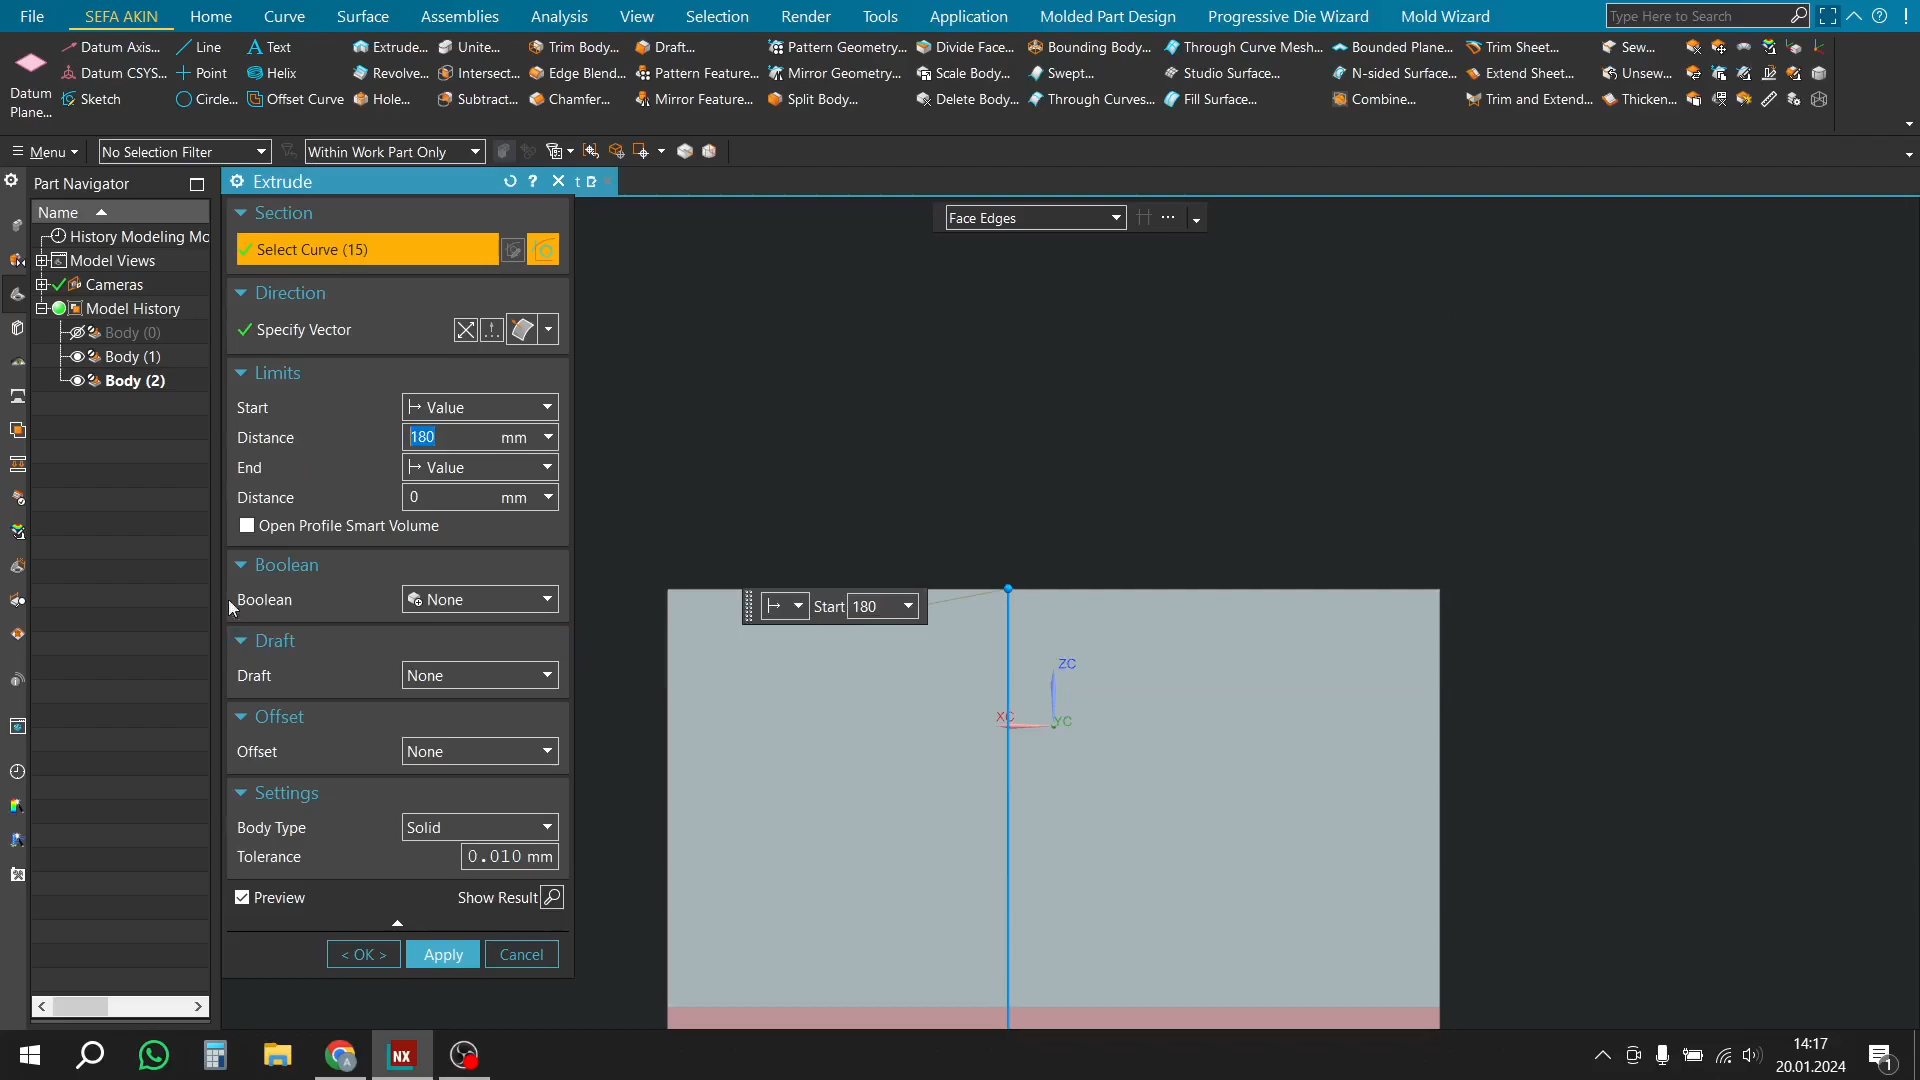 File SEFA AKIN Home Curve Surface Assemblies Analysis View Selection Render Tools Application Molded Part Design Progressive Die Wizard Mold Wizard Type Here to Search
Datum Axis... Line Text Extrude... Unite... Trim Body... Draft... Pattern Geometry... Divide Face... Bounding Body... Through Curve Mesh... Bounded Plane... Trim Sheet... Sew...
Datum CSYS... Point Helix Revolve... Intersect... Edge Blend... Pattern Feature... Mirror Geometry... Scale Body... Swept... Studio Surface... N-sided Surface... Extend Sheet... Unsew...
Datum Plane... Sketch Circle... Offset Curve Hole... Subtract... Chamfer... Mirror Feature... Split Body... Delete Body... Through Curves... Fill Surface... Combine... Trim and Extend... Thicken...
Menu No Selection Filter Within Work Part Only
Part Navigator
Name
History Modeling Mo
Model Views
Cameras
Model History
Body (0)
Body (1)
Body (2)
Extrude ? t
Section
Select Curve (15)
Direction
Specify Vector
Limits
Start Value
Distance 180 mm
End Value
Distance 0 mm
Open Profile Smart Volume
Boolean
Boolean None
Draft
Draft None
Offset
Offset None
Settings
Body Type Solid
Tolerance 0.010 mm
Preview Show Result
< OK > Apply Cancel
Face Edges
Start 180
ZC
XC YC
NX
14:17
20.01.2024
1